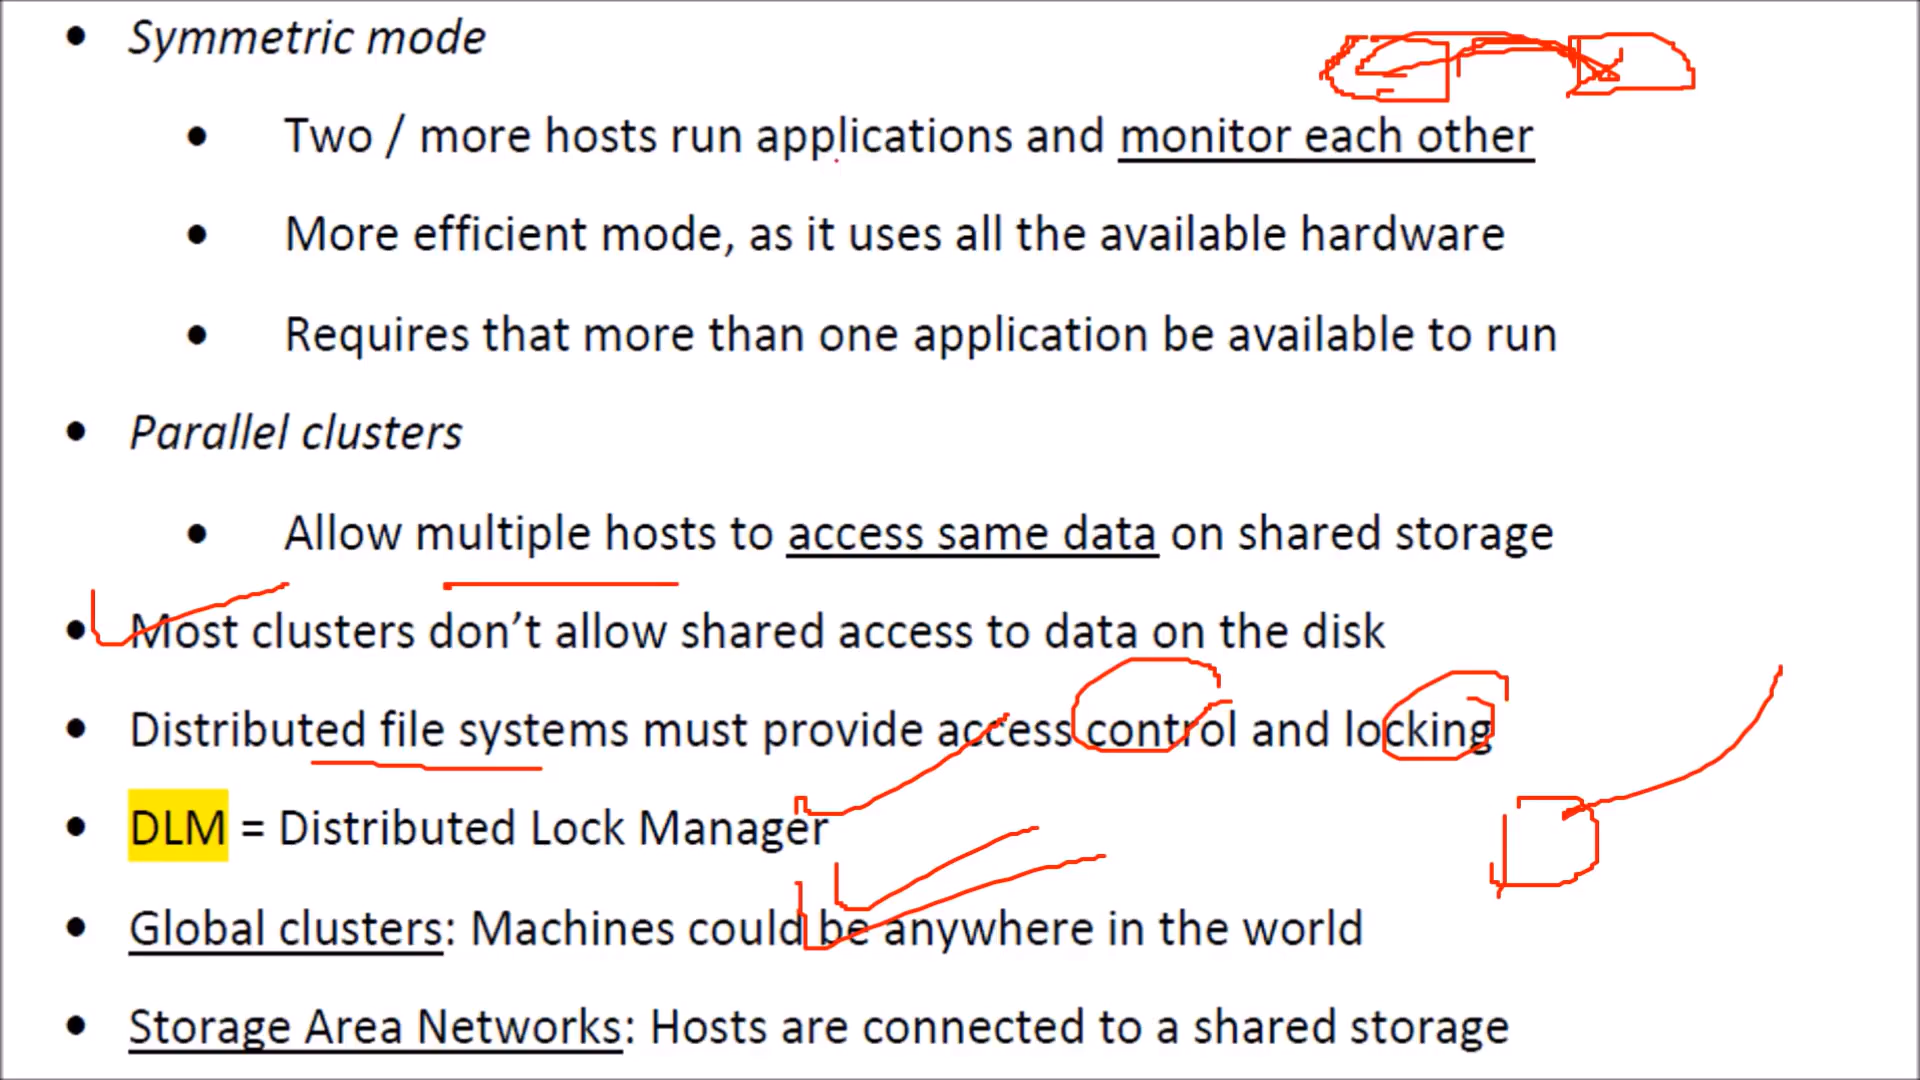 • Symmetric mode
• Two / more hosts run applications and monitor each other
• More efficient mode, as it uses all the available hardware
• Requires that more than one application be available to run
• Parallel clusters
• Allow multiple hosts to access same data on shared storage
• Most clusters don’t allow shared access to data on the disk
• Distributed file systems must provide access control and locking
• DLM = Distributed Lock Manager
• Global clusters: Machines could be anywhere in the world
• Storage Area Networks: Hosts are connected to a shared storage